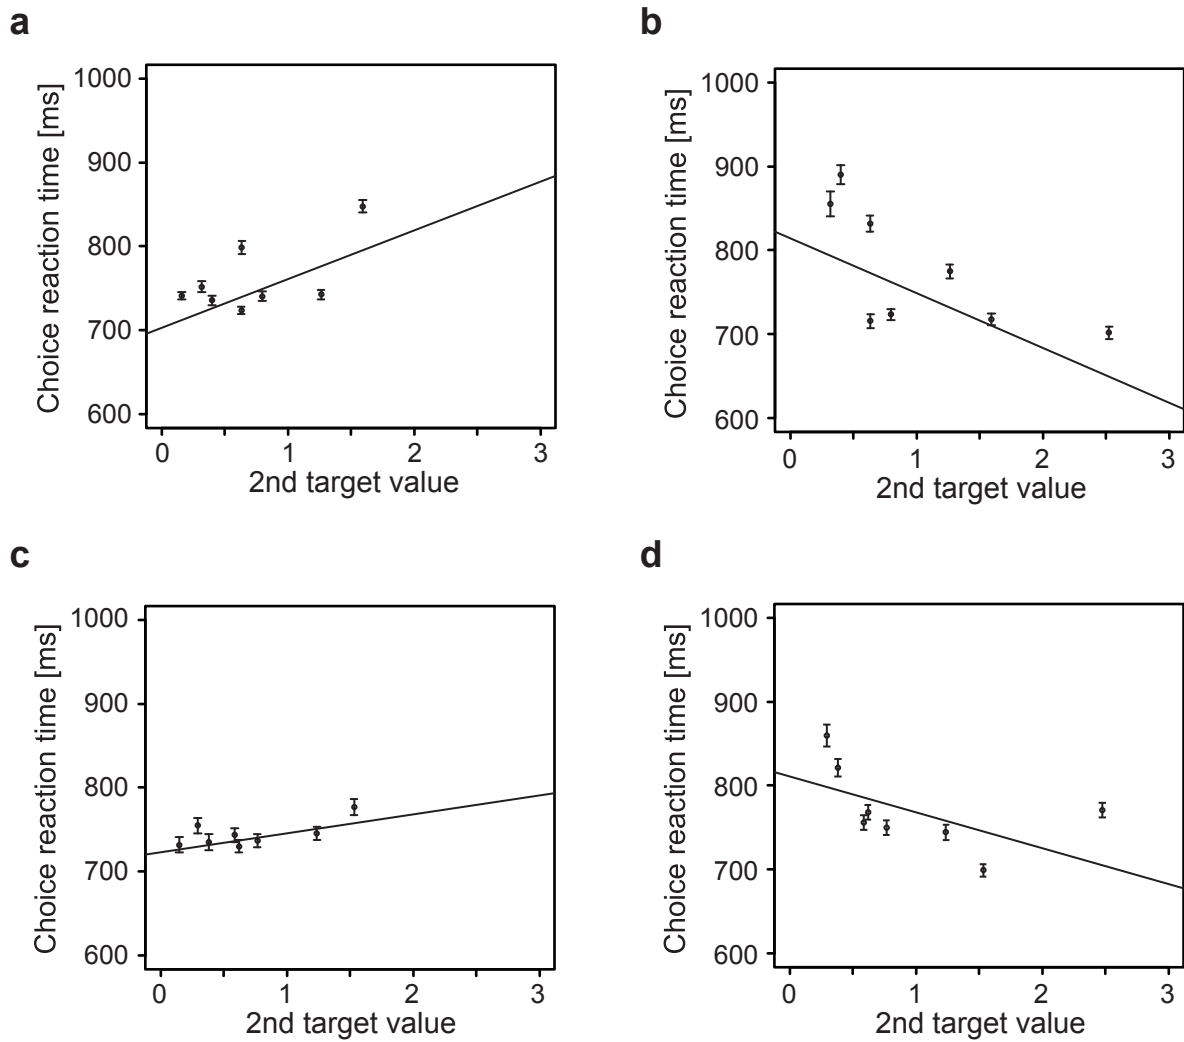 a
Choice reaction time [ms]
1000
900
800
700
600
0 1 2 3
2nd target value
b
Choice reaction time [ms]
1000
900
800
700
600
0 1 2 3
2nd target value
c
Choice reaction time [ms]
1000
900
800
700
600
0 1 2 3
2nd target value
d
Choice reaction time [ms]
1000
900
800
700
600
0 1 2 3
2nd target value